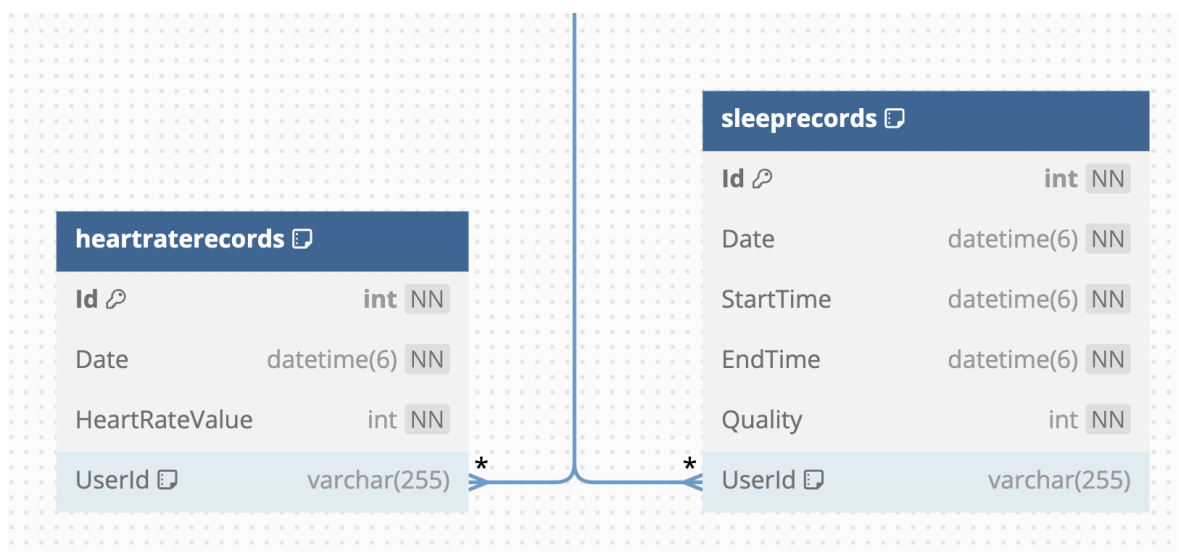 heartraterecords
Id int NN
Date datetime(6) NN
HeartRateValue int NN
UserId varchar(255)
*
sleeprecords
Id int NN
Date datetime(6) NN
StartTime datetime(6) NN
EndTime datetime(6) NN
Quality int NN
* UserId varchar(255)